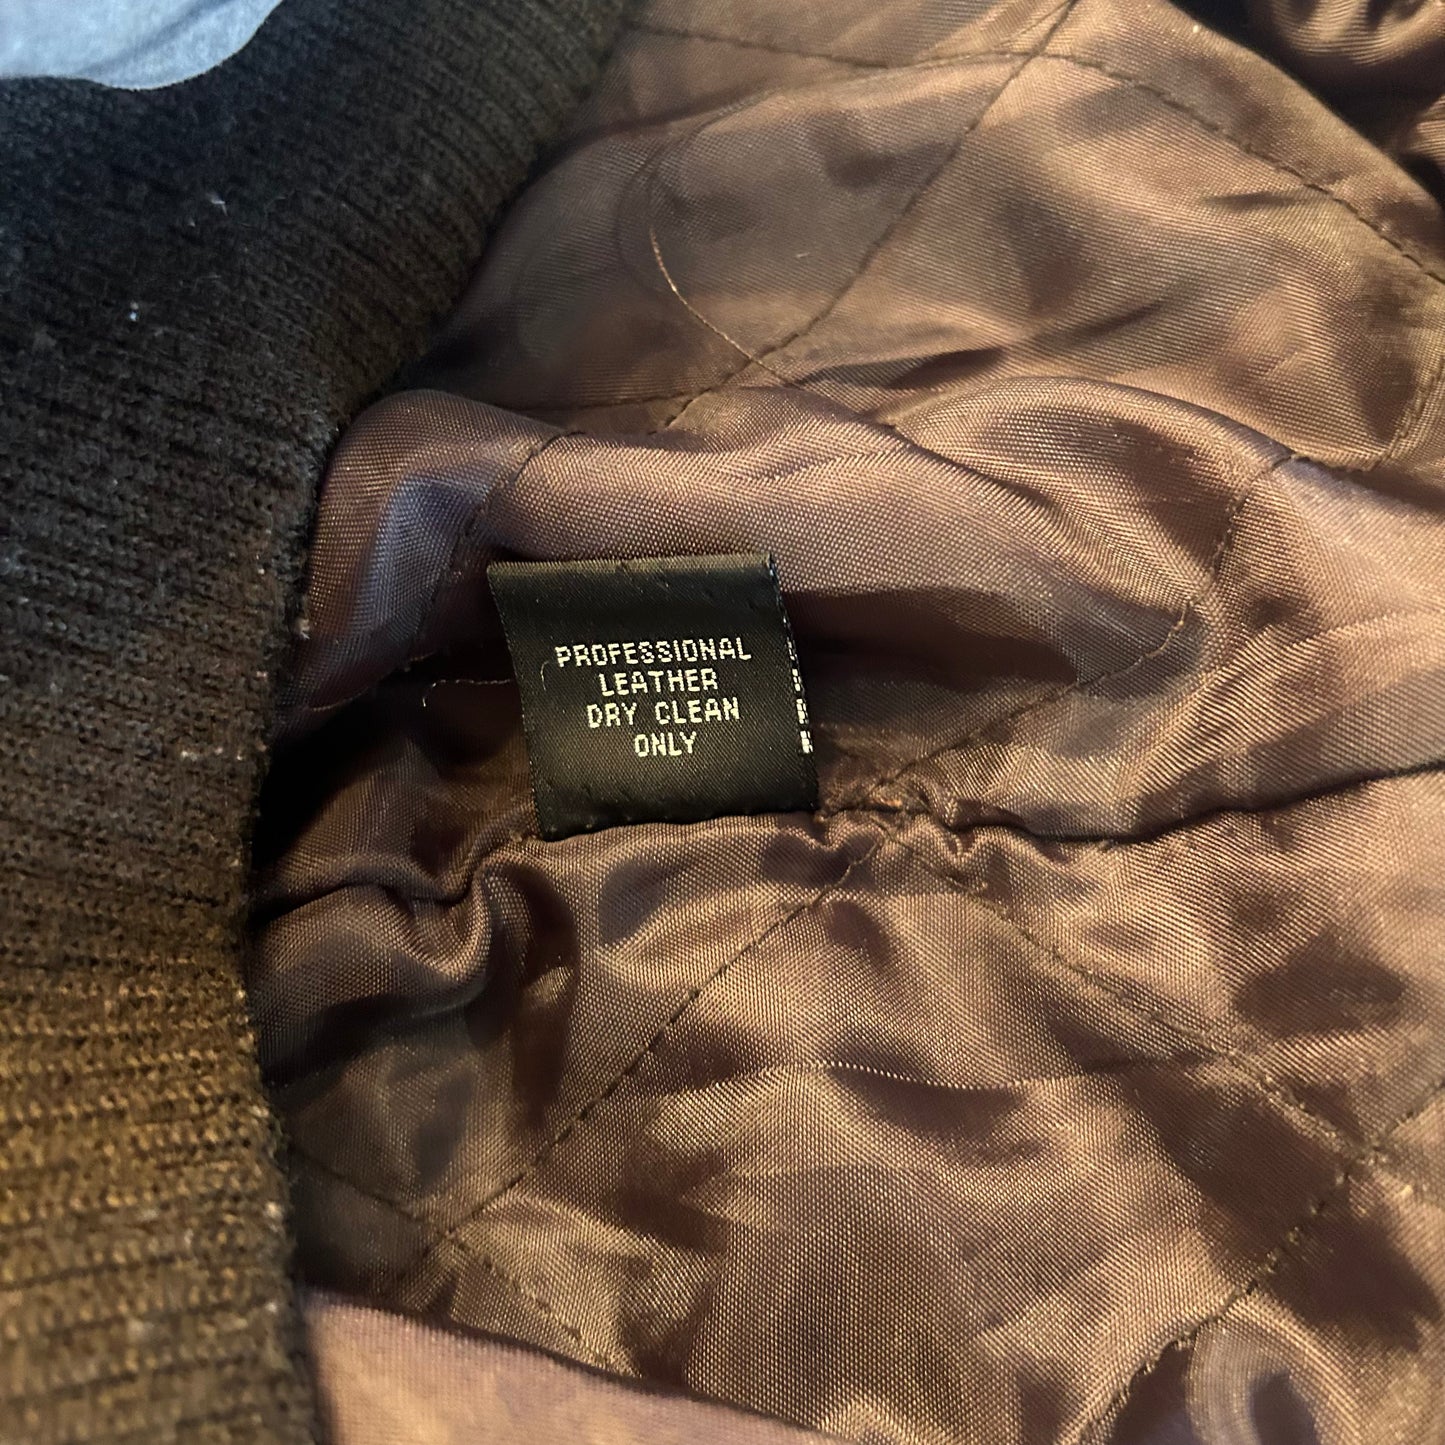 PROFESSIONAL
LEATHER
DRY CLEAN
ONLY